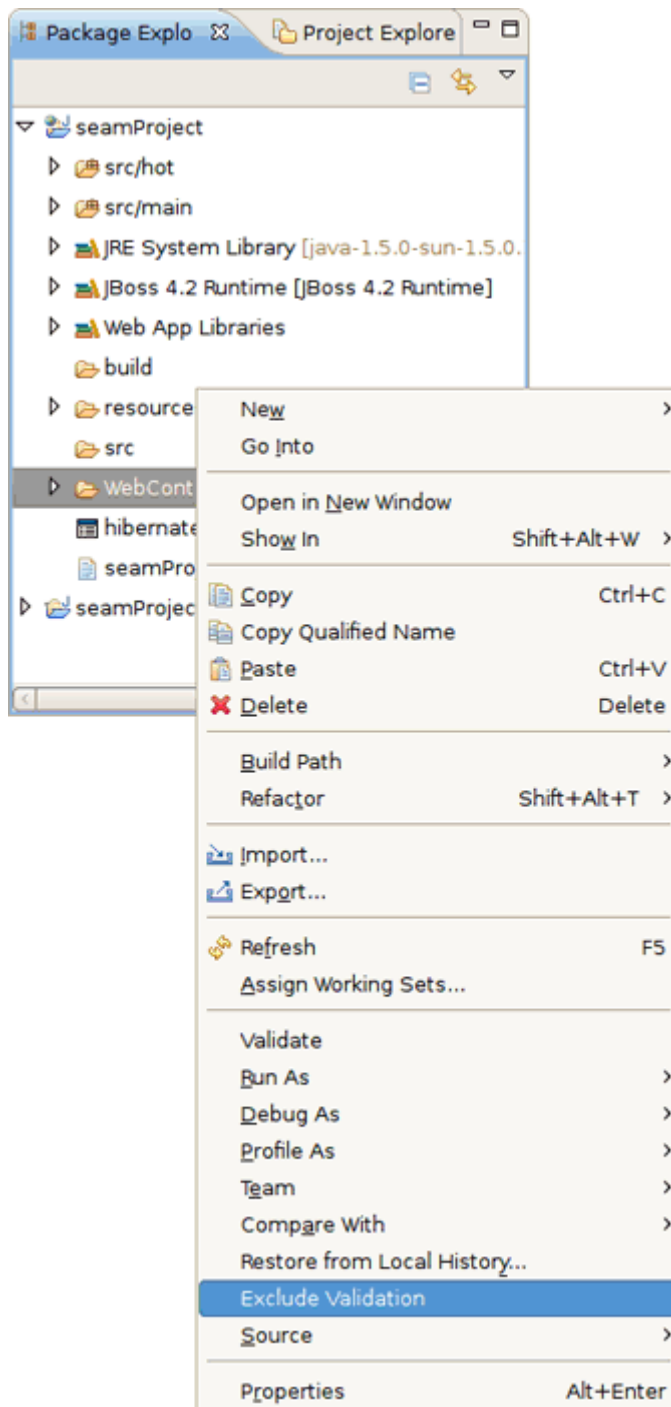 Package Explo Project Explore
seamProject
src/hot
src/main
JRE System Library [java-1.5.0-sun-1.5.0.
JBoss 4.2 Runtime [JBoss 4.2 Runtime]
Web App Libraries
build
resource
src
WebCont
hibernate
seamPro
seamProjec
New
Go Into
Open in New Window
Show In Shift+Alt+W
Copy Ctrl+C
Copy Qualified Name
Paste Ctrl+V
Delete Delete
Build Path
Refactor Shift+Alt+T
Import...
Export...
Refresh F5
Assign Working Sets...
Validate
Run As
Debug As
Profile As
Team
Compare With
Restore from Local History...
Exclude Validation
Source
Properties Alt+Enter